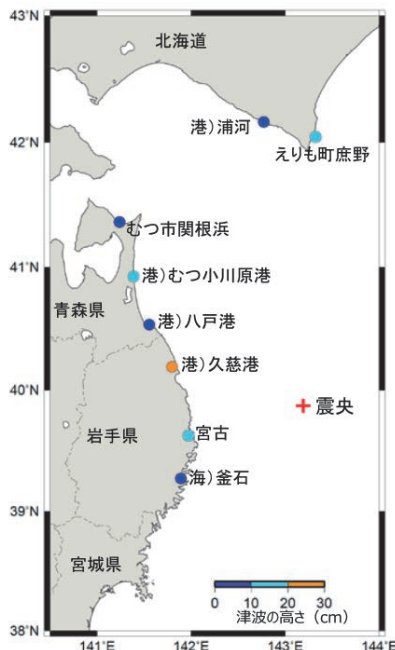 43°N
北海道
港）浦河
42°N
えりも町庶野
むつ市関根浜
41°N
港）むつ小川原港
青森県
港）八戸港
港）久慈港
40°N
震央
岩手県
宮古
海）釜石
39°N
宮城県
0 10 20 30
津波の高さ（cm）
38°N
141°E 142°E 143°E 144°E